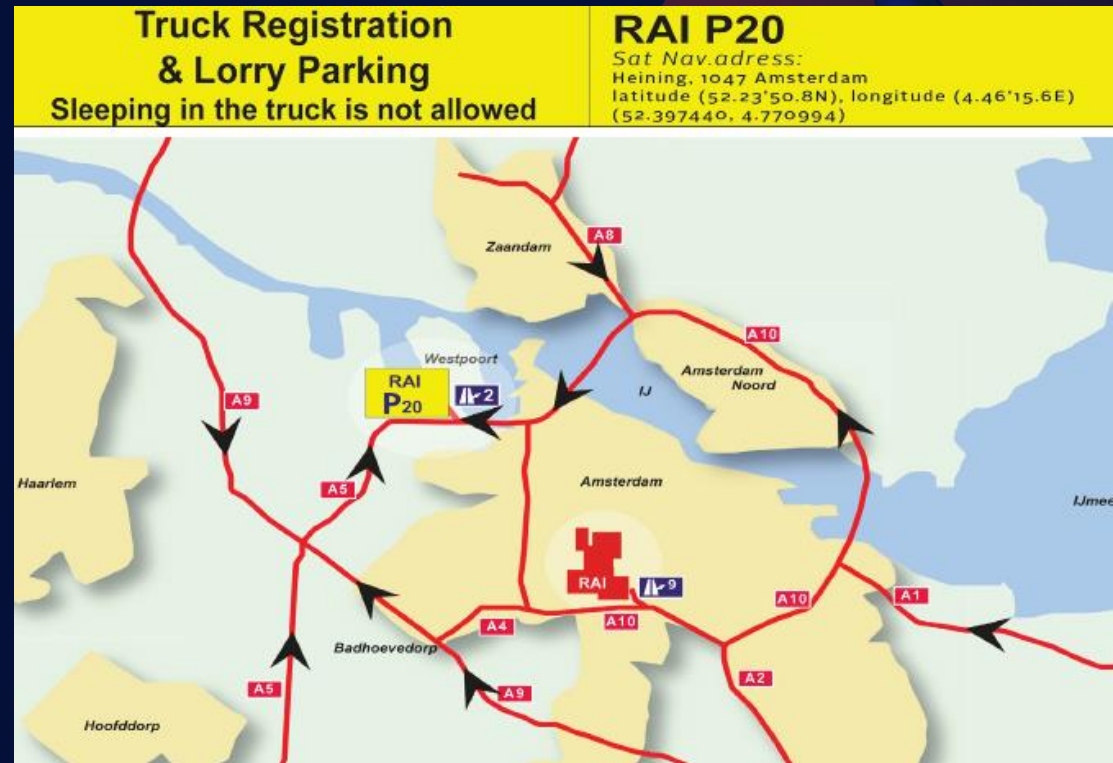 Truck Registration
& Lorry Parking
Sleeping in the truck is not allowed
RAI P20
Sat Nav.adress:
Heining, 1047 Amsterdam
latitude (52.23'50.8N), longitude (4.46'15.6E)
(52.397440, 4.770994)
A8
Zaandam
A10
Westpoort
Amsterdam
Noord
IJ
RAI
P20
2
A9
Haarlem
A5
Amsterdam
IJmee
RAI
9
A10
A1
A4
A10
Badhoevedorp
A2
A5
A9
Hoofddorp